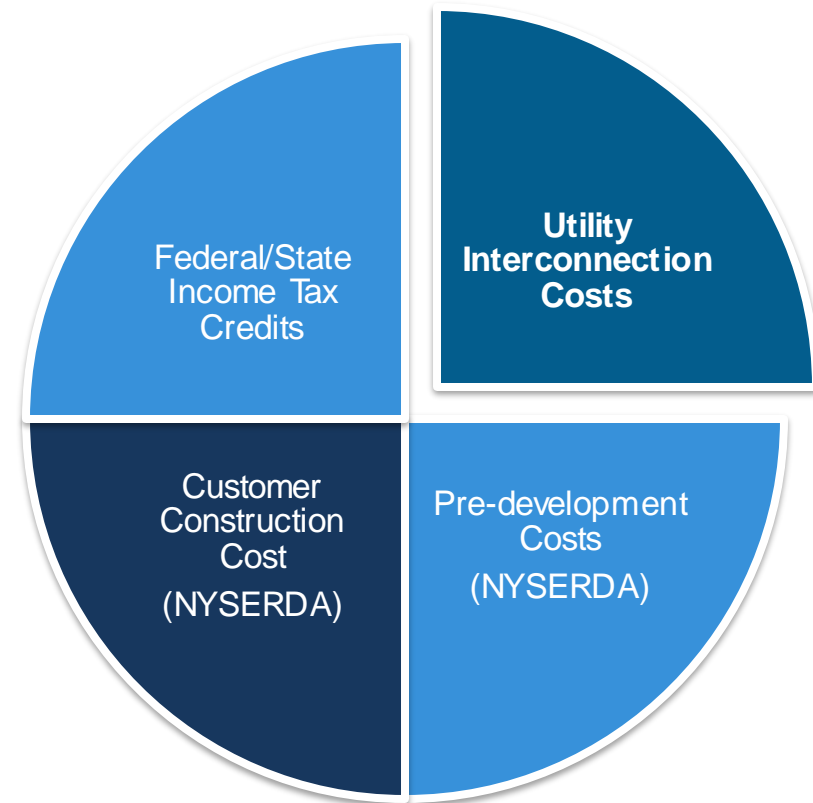 Federal/State
Income Tax
Credits
Utility
Interconnection
Costs
Customer
Construction
Cost
(NYSERDA)
Pre-development
Costs
(NYSERDA)